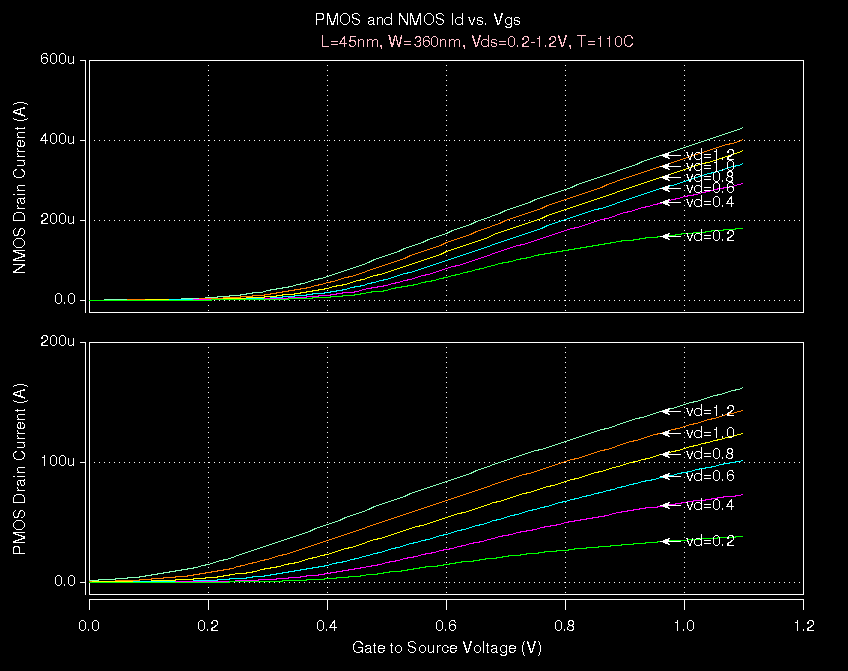 PMOS and NMOS Id vs. Vgs
L=45nm, W=360nm, Vds=0.2-1.2V, T=110C
NMOS Drain Current (A)
600u
400u
200u
0.0
vd=1.2
vd=1.0
vd=0.8
vd=0.6
vd=0.4
vd=0.2
PMOS Drain Current (A)
200u
100u
0.0
vd=1.2
vd=1.0
vd=0.8
vd=0.6
vd=0.4
vd=0.2
0.0 0.2 0.4 0.6 0.8 1.0 1.2
Gate to Source Voltage (V)